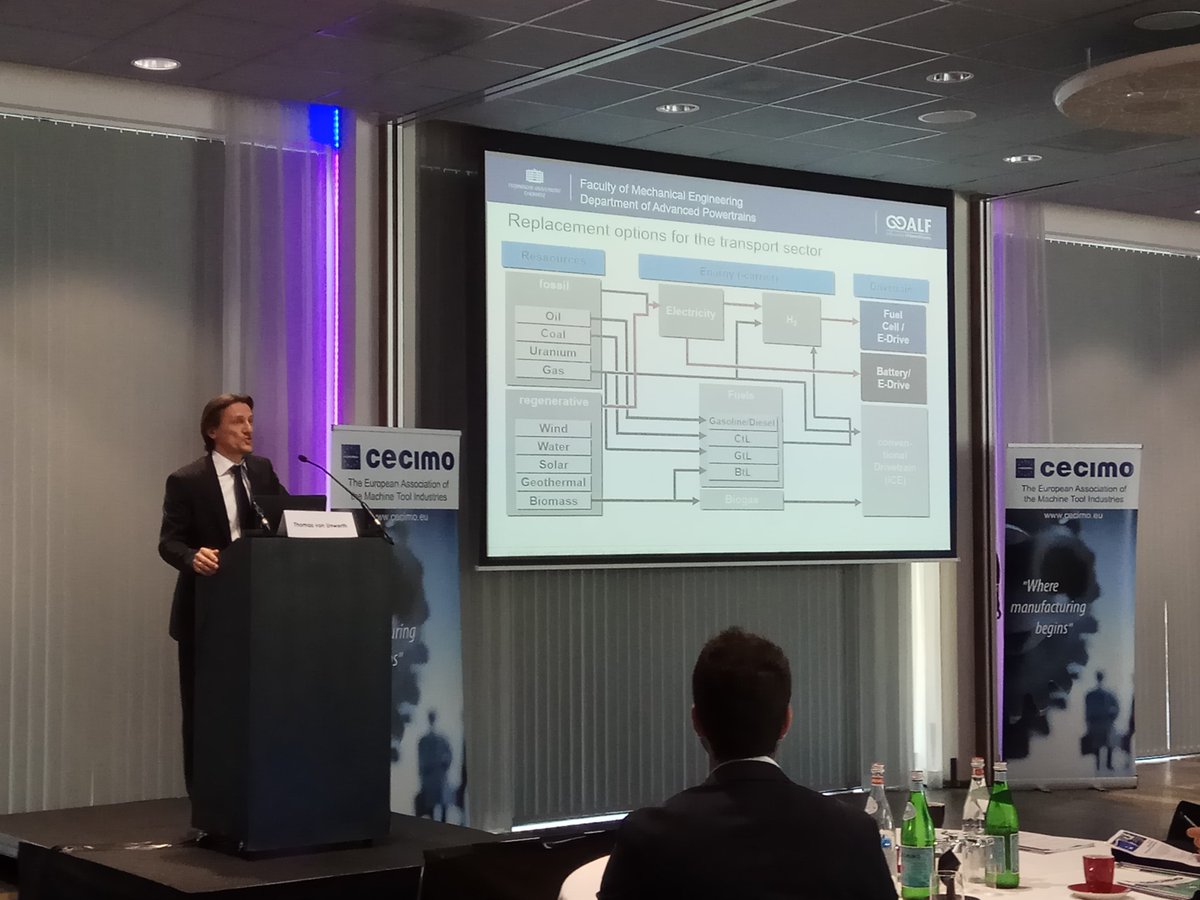 TECHNISCHE UNIVERSITÄT
CHEMNITZ
Faculty of Mechanical Engineering
Department of Advanced Powertrains
ALF
Replacement options for the transport sector
Resources
Energy (-carrier)
Drivetrain
fossil
Oil
Coal
Uranium
Gas
regenerative
Wind
Water
Solar
Geothermal
Biomass
Electricity
H2
Fuels
Gasoline/Diesel
CtL
GtL
BtL
Biogas
Fuel
Cell /
E-Drive
Battery/
E-Drive
conven-
tional
Drivetrain
(ICE)
cecimo
The European Association of
the Machine Tool Industries
www.cecimo.eu
uring
s"
Thomas von Unwerth
cecimo
The European Association of
the Machine Tool Industries
www.cecimo.eu
"Where
manufacturing
begins"